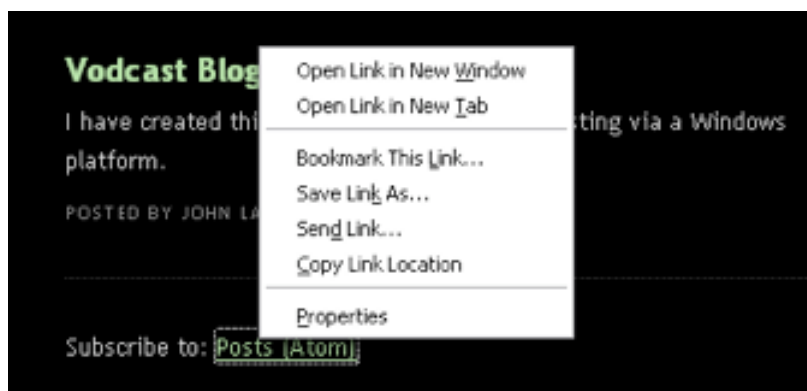 Vodcast Blog
I have created thi
ting via a Windows
platform.
POSTED BY JOHN LA
Open Link in New Window
Open Link in New Tab
Bookmark This Link...
Save Link As...
Send Link...
Copy Link Location
Properties
Subscribe to: Posts (Atom)